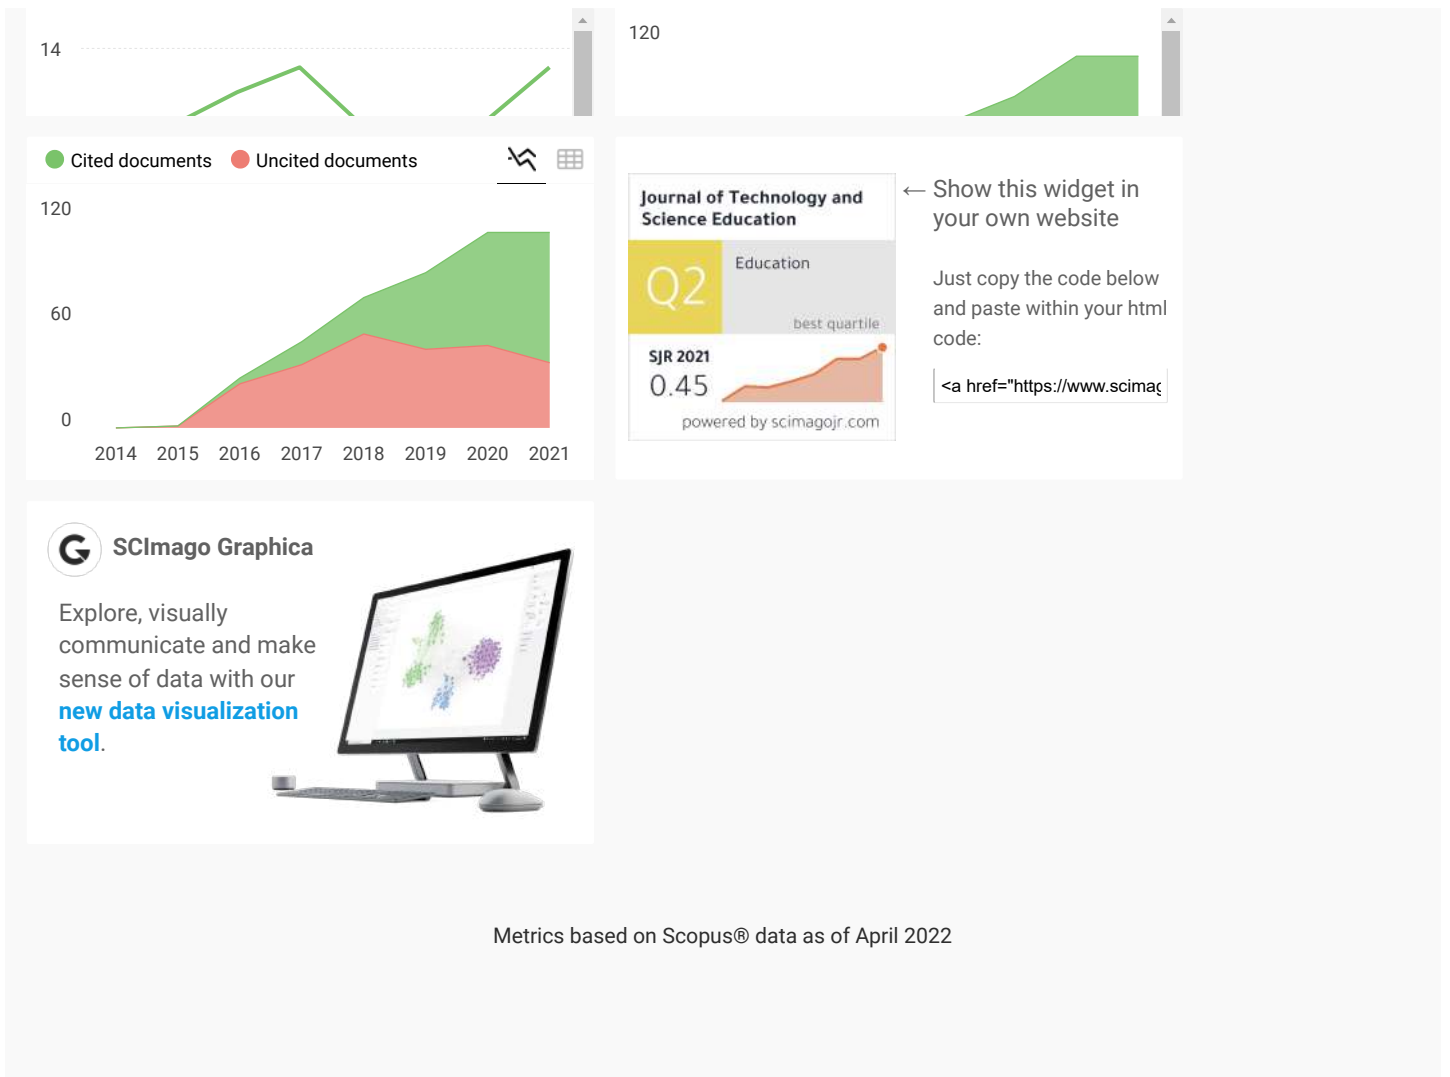 14
120
Cited documents
Uncited documents
120
60
0
2014 2015 2016 2017 2018 2019 2020 2021
Journal of Technology and
Science Education
Q2
Education
best quartile
SJR 2021
0.45
powered by scimagojr.com
← Show this widget in
your own website
Just copy the code below
and paste within your html
code:
<a href="https://www.scimag
SCImago Graphica
Explore, visually
communicate and make
sense of data with our
new data visualization
tool.
Metrics based on Scopus® data as of April 2022